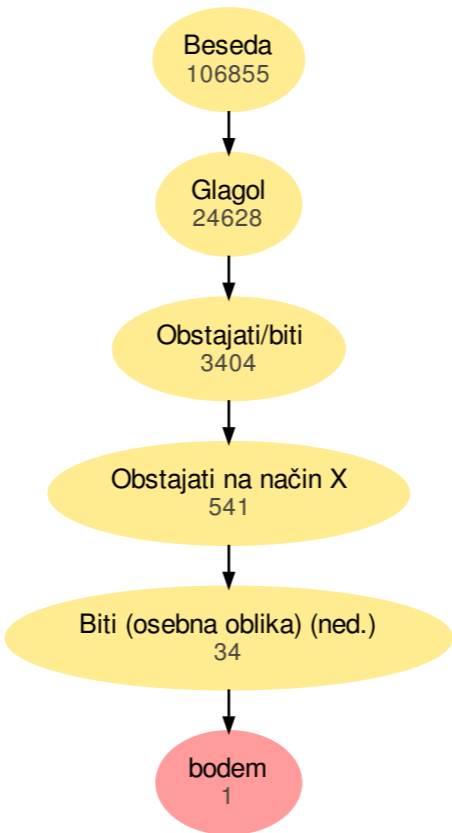 Beseda
106855
Glagol
24628
Obstajati/biti
3404
Obstajati na način X
541
Biti (osebna oblika) (ned.)
34
bodem
1